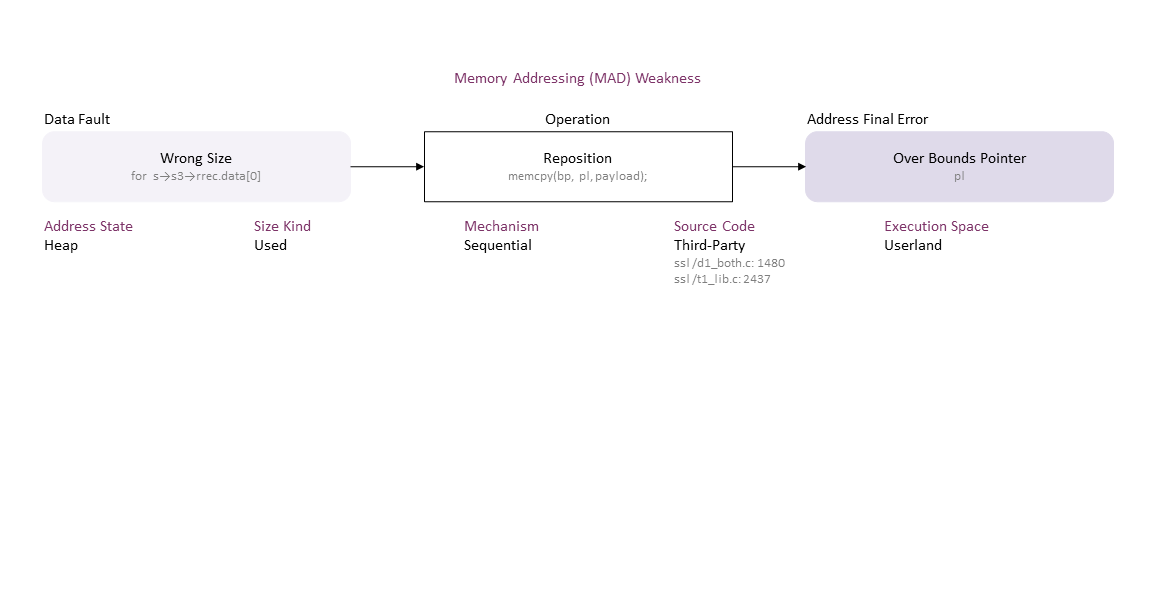 Memory Addressing (MAD) Weakness
Data Fault
Operation
Address Final Error
Wrong Size
for s→s3→rrec.data[0]
Reposition
memcpy(bp, pl, payload);
Over Bounds Pointer
pl
Address State
Heap
Size Kind
Used
Mechanism
Sequential
Source Code
Third-Party
ssl/d1_both.c: 1480
ssl/t1_lib.c: 2437
Execution Space
Userland